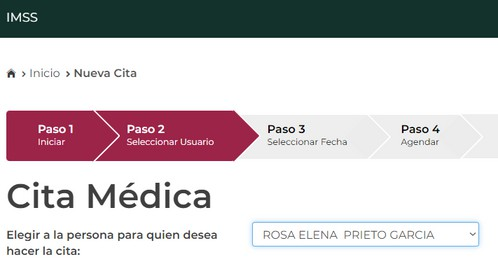 IMSS
Inicio > Nueva Cita
Paso 1
Iniciar
Paso 2
Seleccionar Usuario
Paso 3
Seleccionar Fecha
Paso 4
Agendar
Cita Médica
Elegir a la persona para quien desea
hacer la cita:
ROSA ELENA PRIETO GARCIA